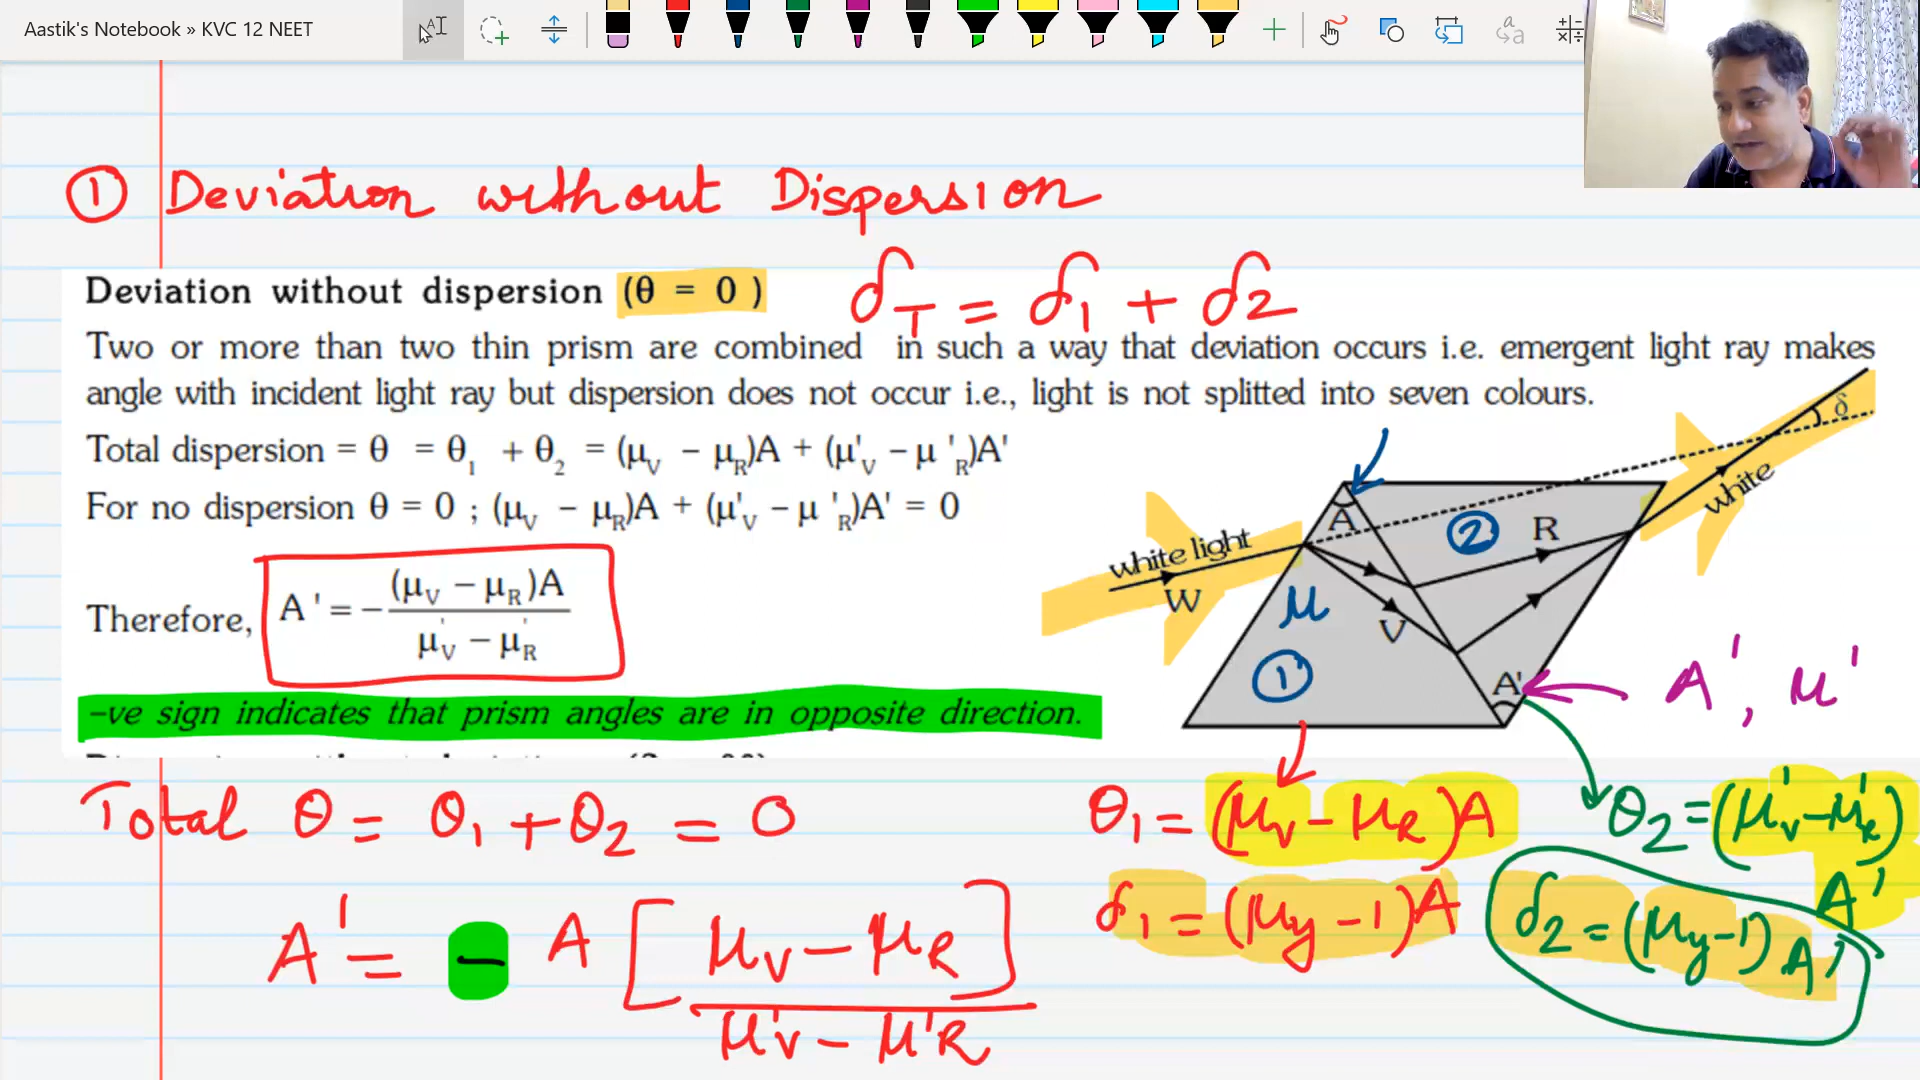 Aastik's Notebook » KVC 12 NEET
① Deviation without Dispersion
Deviation without dispersion (θ = 0 )
δT = δ1 + δ2
Two or more than two thin prism are combined in such a way that deviation occurs i.e. emergent light ray makes
angle with incident light ray but dispersion does not occur i.e., light is not splitted into seven colours.
Total dispersion = θ = θ1 + θ2 = (μV − μR)A + (μ'V − μ'R)A'
For no dispersion θ = 0 ; (μV − μR)A + (μ'V − μ'R)A' = 0
Therefore, A' = − (μV − μR)A / μ'V − μ'R
−ve sign indicates that prism angles are in opposite direction.
δ
white
A
② R
white light
W
μ
V
①
A'
A', μ'
Total θ = θ1 + θ2 = 0
θ1 = (μV − μR)A
θ2 = (μ'V − μ'R) A'
δ1 = (μy − 1)A
δ2 = (μy − 1) A'
A' = − A [ μV − μR / μ'V − μ'R ]